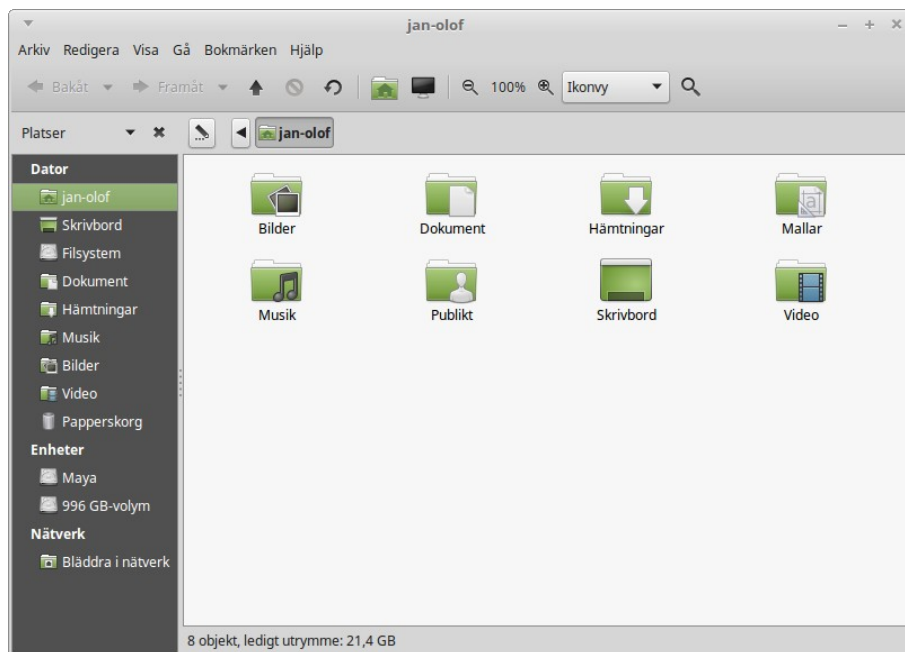 jan-olof
Arkiv Redigera Visa Gå Bokmärken Hjälp
Bakåt Framåt 100% Ikonvy
Platser jan-olof
Dator
jan-olof
Skrivbord
Filsystem
Dokument
Hämtningar
Musik
Bilder
Video
Papperskorg
Enheter
Maya
996 GB-volym
Nätverk
Bläddra i nätverk
Bilder Dokument Hämtningar Mallar
Musik Publikt Skrivbord Video
8 objekt, ledigt utrymme: 21,4 GB